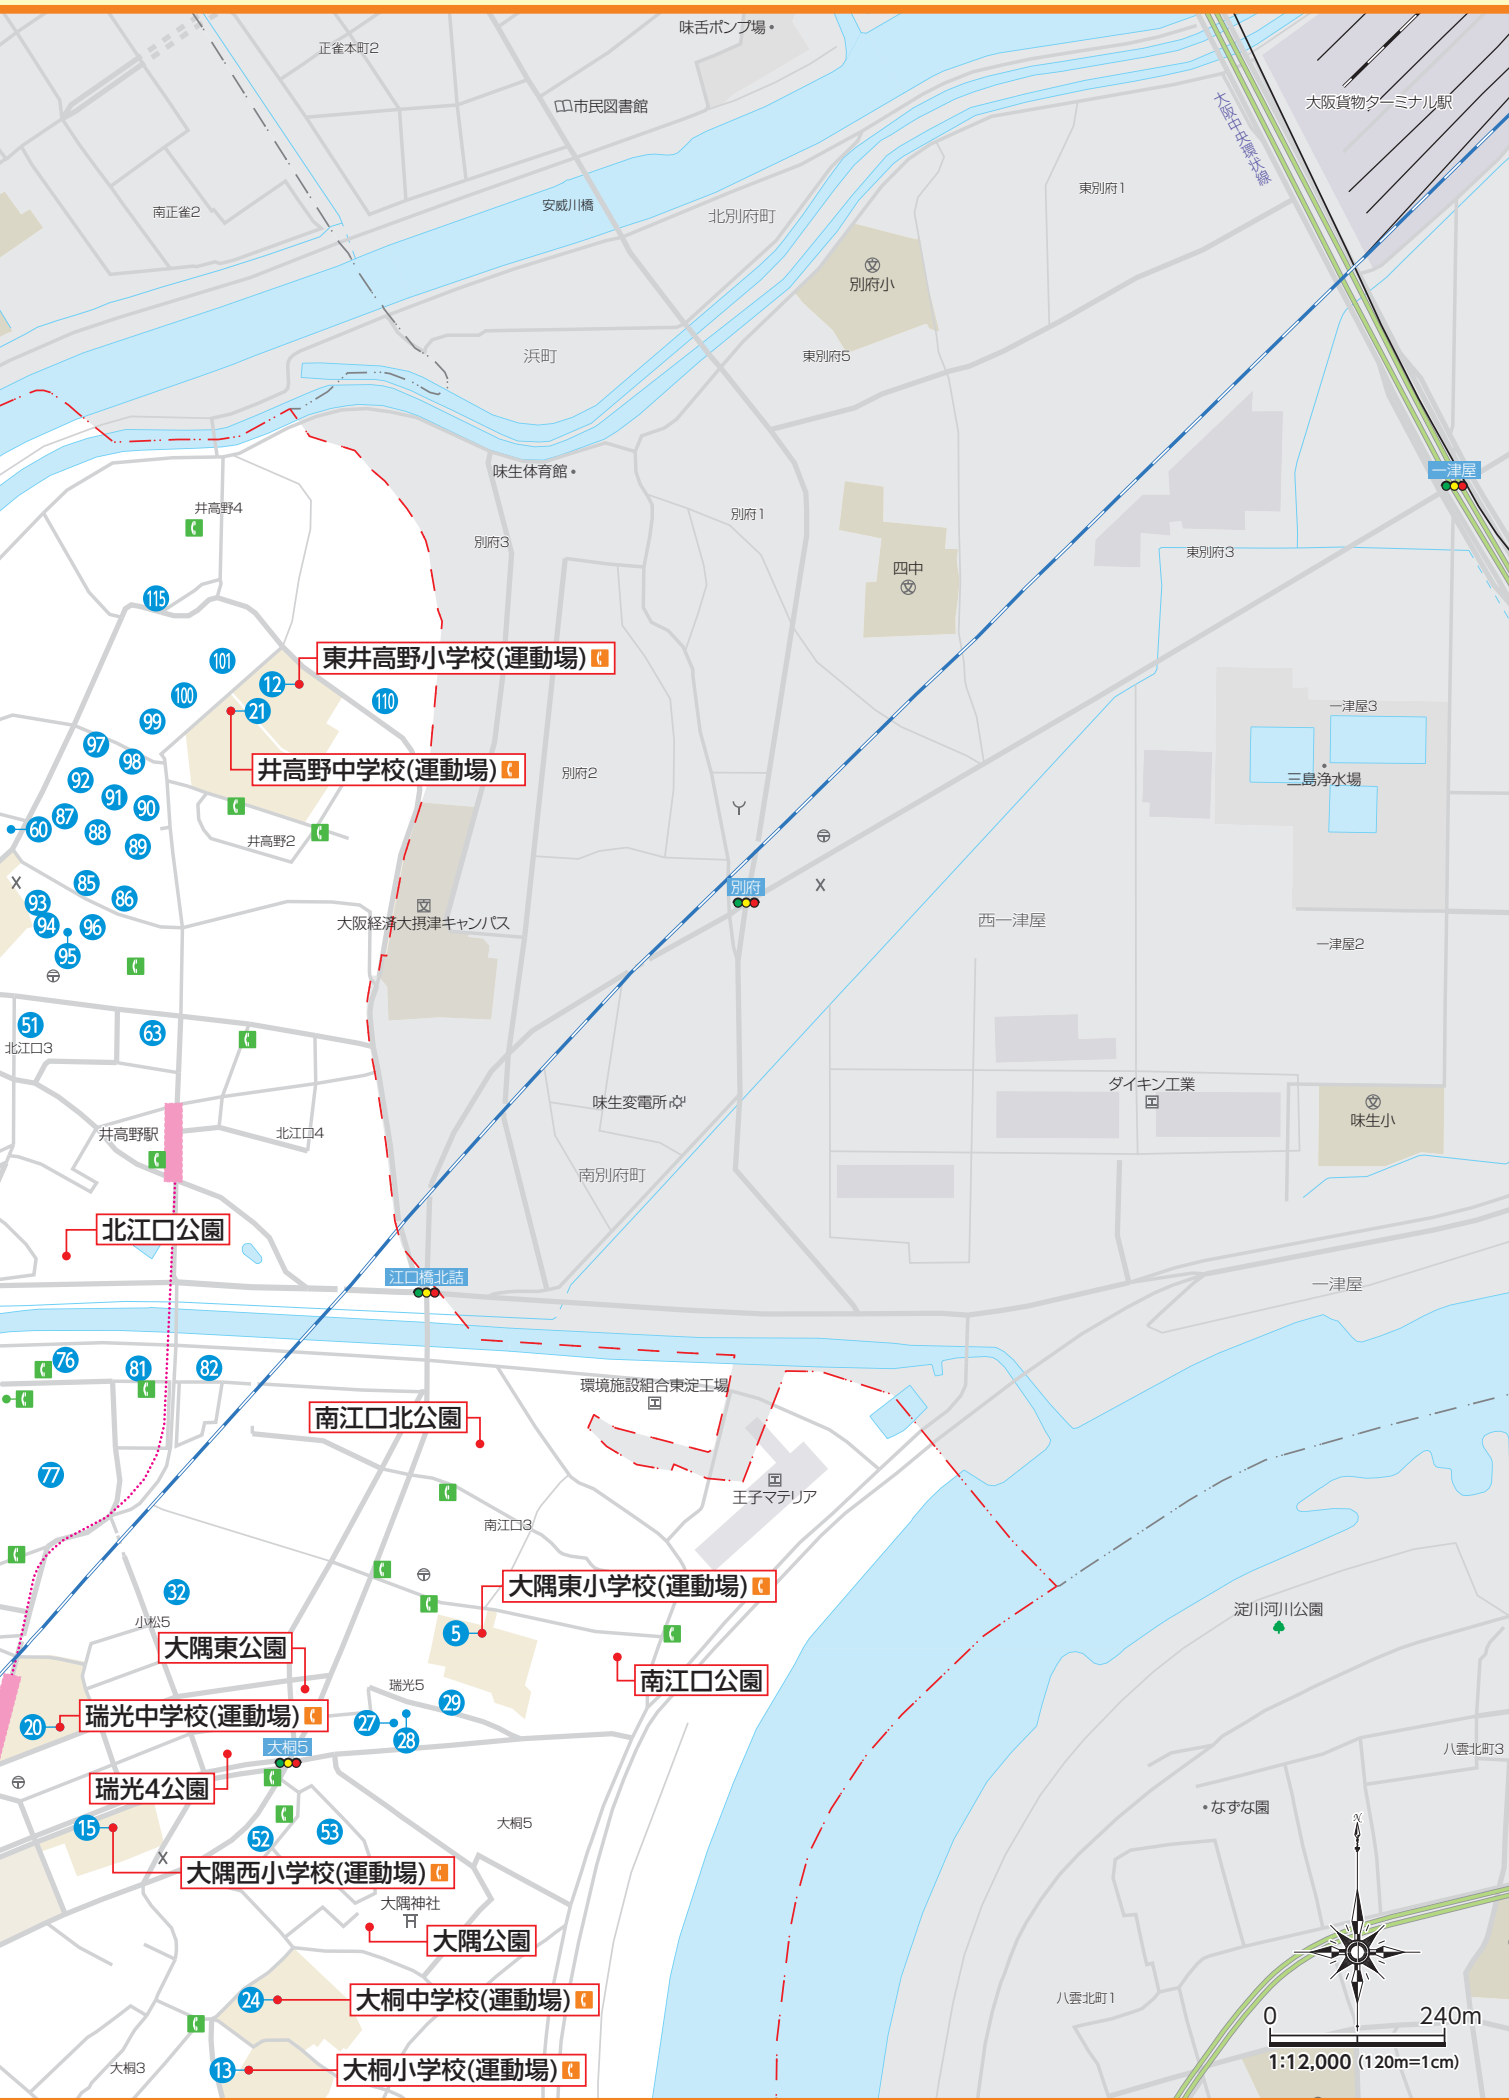 味舌ポンプ場
正雀本町2
市民図書館
大阪貨物ターミナル駅
大阪中央環状線
東別府1
安威川橋
南正雀2
北別府町
別府小
浜町
東別府5
味生体育館
一津屋
井高野4
別府1
別府3
東別府3
四中
115
東井高野小学校(運動場)
101
12
100
110
21
99
一津屋3
97
98
井高野中学校(運動場)
別府2
三島浄水場
92
91
90
87
60
88
井高野2
89
85
別府
86
93
大阪経済大摂津キャンパス
西一津屋
94
96
一津屋2
95
51
63
北江口3
ダイキン工業
味生変電所
味生小
井高野駅
北江口4
南別府町
北江口公園
江口橋北詰
一津屋
76
81
82
環境施設組合東淀工場
南江口北公園
77
王子マテリア
南江口3
大隅東小学校(運動場)
32
淀川河川公園
小松5
5
大隅東公園
南江口公園
瑞光5
29
瑞光中学校(運動場)
20
27
28
大桐5
八雲北町3
瑞光4公園
なずな園
N
15
大桐5
53
52
大隅西小学校(運動場)
大隅神社
大隅公園
24
大桐中学校(運動場)
八雲北町1
0
240m
1:12,000 (120m=1cm)
大桐3
13
大桐小学校(運動場)